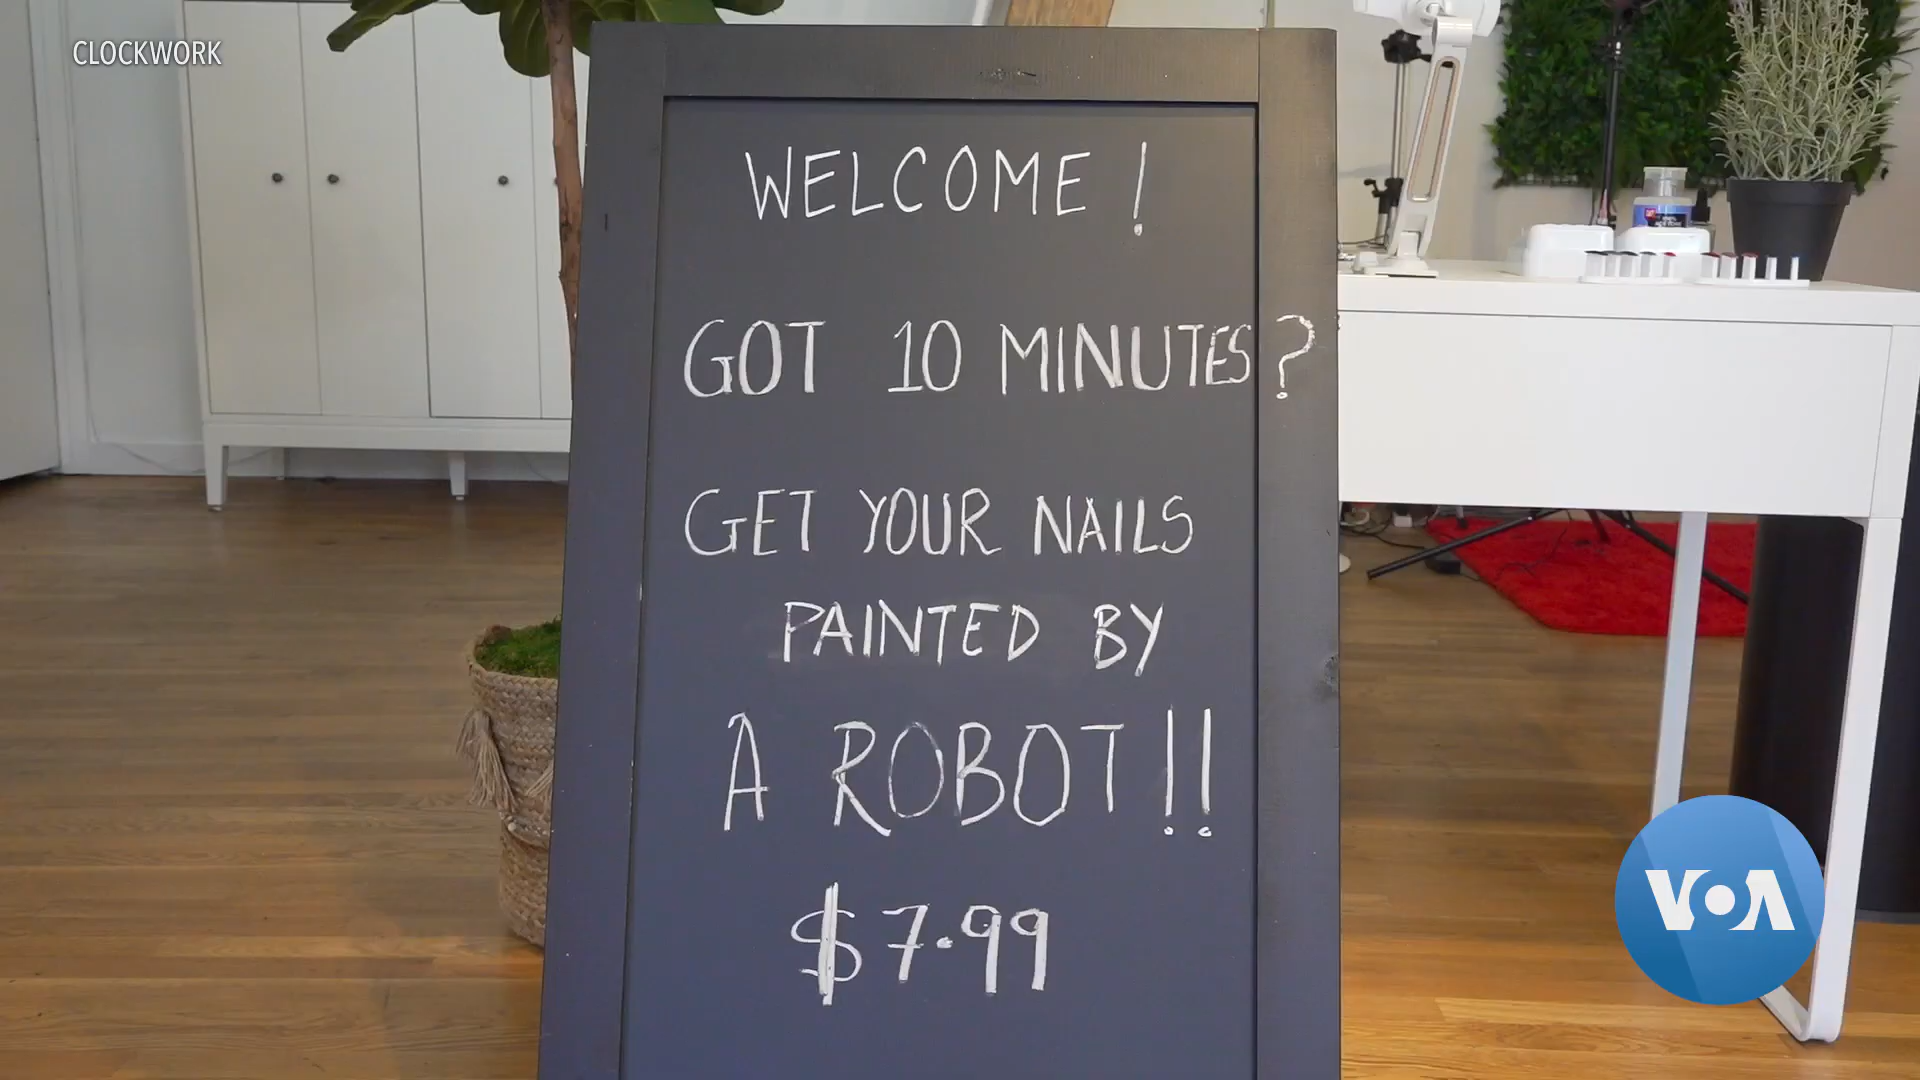 CLOCKWORK
WELCOME!
GOT 10 MINUTES?
GET YOUR NAILS
PAINTED BY
A ROBOT!!
$7.99
VOA